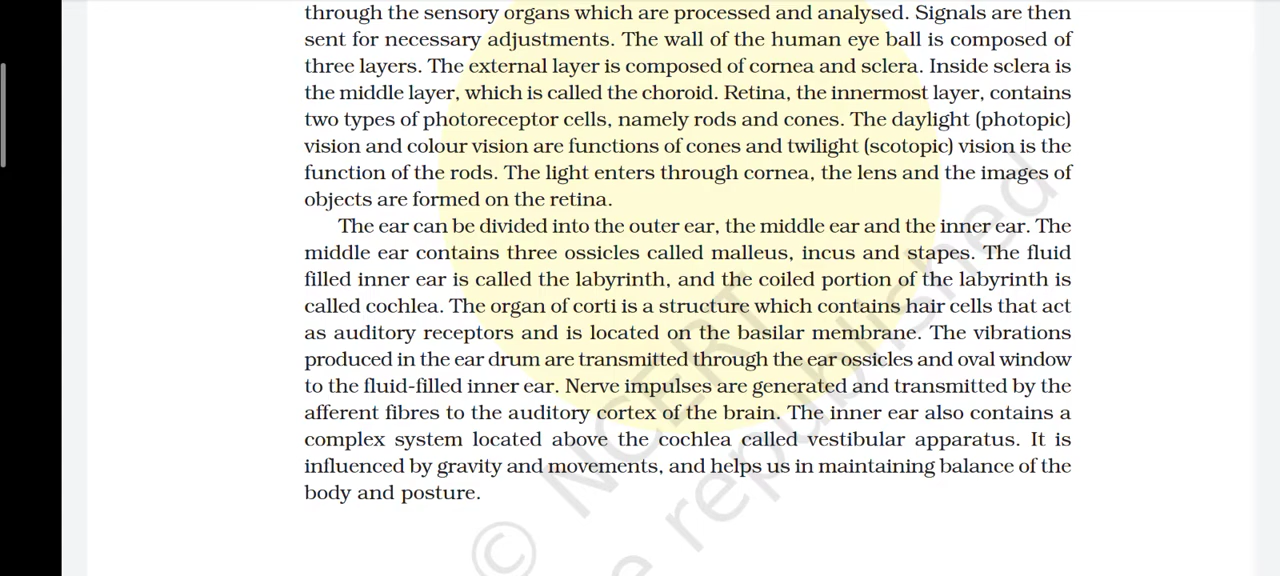 through the sensory organs which are processed and analysed. Signals are then
sent for necessary adjustments. The wall of the human eye ball is composed of
three layers. The external layer is composed of cornea and sclera. Inside sclera is
the middle layer, which is called the choroid. Retina, the innermost layer, contains
two types of photoreceptor cells, namely rods and cones. The daylight (photopic)
vision and colour vision are functions of cones and twilight (scotopic) vision is the
function of the rods. The light enters through cornea, the lens and the images of
objects are formed on the retina.
The ear can be divided into the outer ear, the middle ear and the inner ear. The
middle ear contains three ossicles called malleus, incus and stapes. The fluid
filled inner ear is called the labyrinth, and the coiled portion of the labyrinth is
called cochlea. The organ of corti is a structure which contains hair cells that act
as auditory receptors and is located on the basilar membrane. The vibrations
produced in the ear drum are transmitted through the ear ossicles and oval window
to the fluid-filled inner ear. Nerve impulses are generated and transmitted by the
afferent fibres to the auditory cortex of the brain. The inner ear also contains a
complex system located above the cochlea called vestibular apparatus. It is
influenced by gravity and movements, and helps us in maintaining balance of the
body and posture.
© NCERT
republished